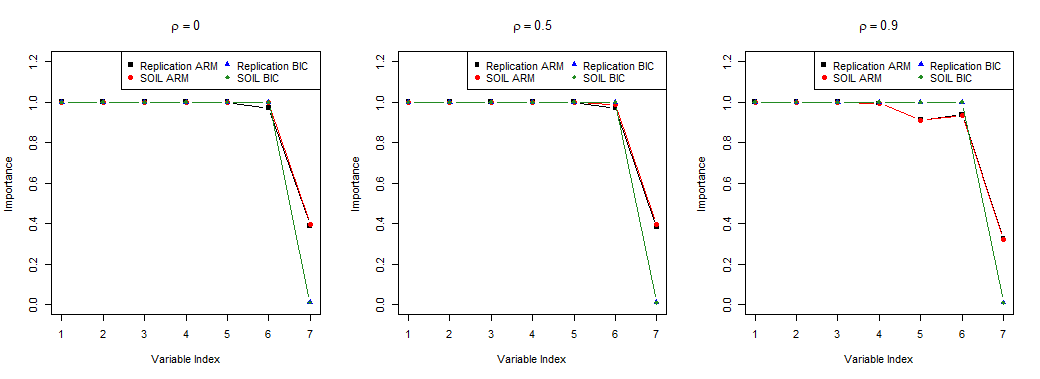 ρ = 0
Replication ARM Replication BIC
SOIL ARM SOIL BIC
Importance
0.0 0.2 0.4 0.6 0.8 1.0 1.2
1 2 3 4 5 6 7
Variable Index
ρ = 0.5
Replication ARM Replication BIC
SOIL ARM SOIL BIC
Importance
0.0 0.2 0.4 0.6 0.8 1.0 1.2
1 2 3 4 5 6 7
Variable Index
ρ = 0.9
Replication ARM Replication BIC
SOIL ARM SOIL BIC
Importance
0.0 0.2 0.4 0.6 0.8 1.0 1.2
1 2 3 4 5 6 7
Variable Index